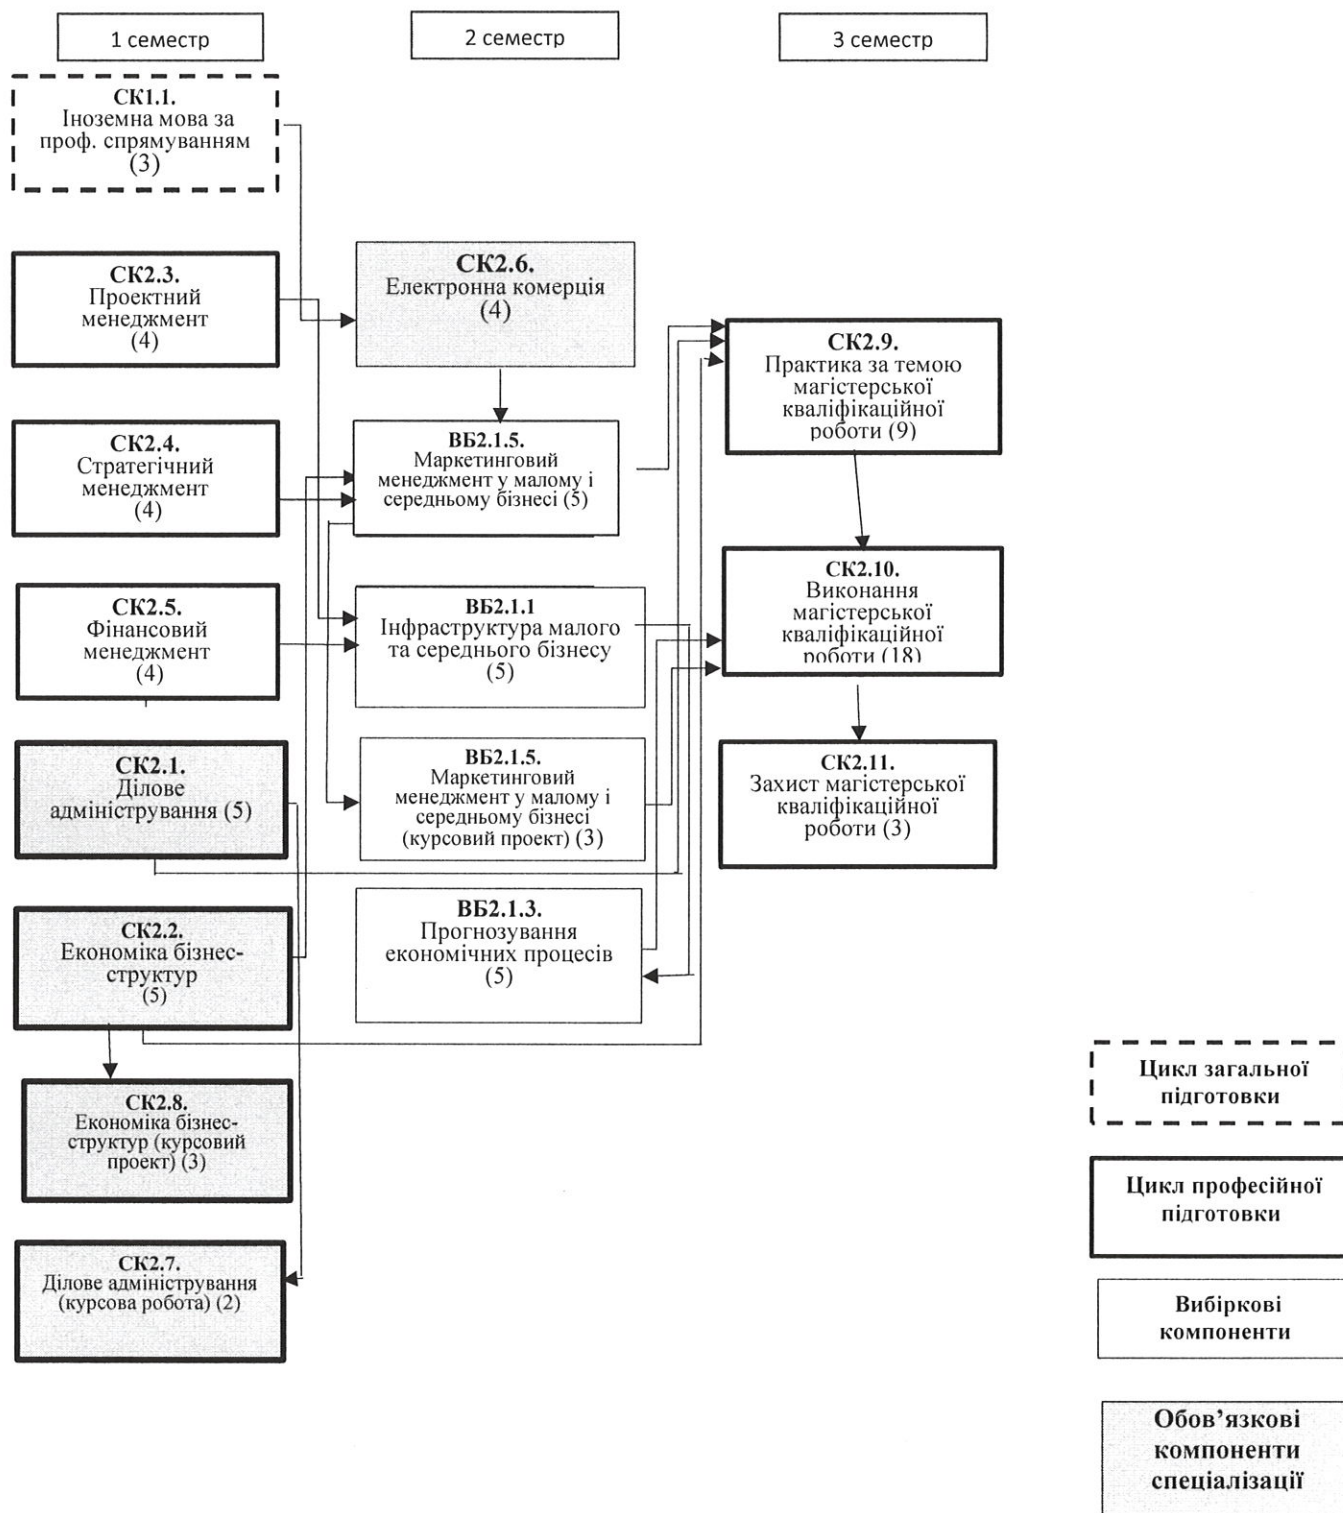 1 семестр
2 семестр
3 семестр
СК1.1.
Іноземна мова за
проф. спрямуванням
(3)
СК2.3.
Проектний
менеджмент
(4)
СК2.4.
Стратегічний
менеджмент
(4)
СК2.5.
Фінансовий
менеджмент
(4)
СК2.1.
Ділове
адміністрування (5)
СК2.2.
Економіка бізнес-
структур
(5)
СК2.8.
Економіка бізнес-
структур (курсовий
проект) (3)
СК2.7.
Ділове адміністрування
(курсова робота) (2)
СК2.6.
Електронна комерція
(4)
ВБ2.1.5.
Маркетинговий
менеджмент у малому і
середньому бізнесі (5)
ВБ2.1.1
Інфраструктура малого
та середнього бізнесу
(5)
ВБ2.1.5.
Маркетинговий
менеджмент у малому і
середньому бізнесі
(курсовий проект) (3)
ВБ2.1.3.
Прогнозування
економічних процесів
(5)
СК2.9.
Практика за темою
магістерської
кваліфікаційної
роботи (9)
СК2.10.
Виконання
магістерської
кваліфікаційної
роботи (18)
СК2.11.
Захист магістерської
кваліфікаційної
роботи (3)
Цикл загальної
підготовки
Цикл професійної
підготовки
Вибіркові
компоненти
Обов’язкові
компоненти
спеціалізації